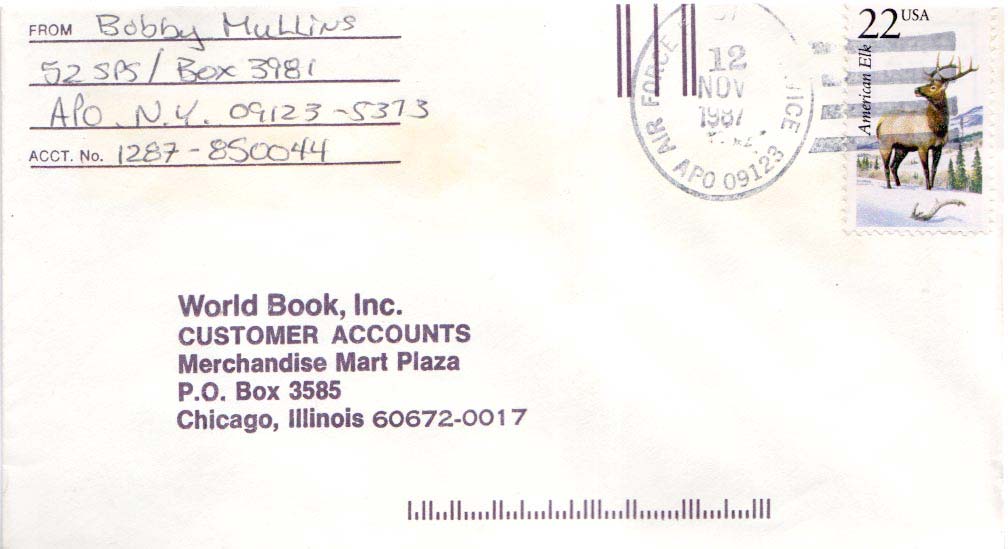 FROM Bobby Mullins
52 SPS / Box 3981
APO. N.Y. 09123-5373
ACCT. No. 1287-850044
AIR FORCE
12
NOV
1987
APO 09123
22 USA
American Elk
World Book, Inc.
CUSTOMER ACCOUNTS
Merchandise Mart Plaza
P.O. Box 3585
Chicago, Illinois 60672-0017